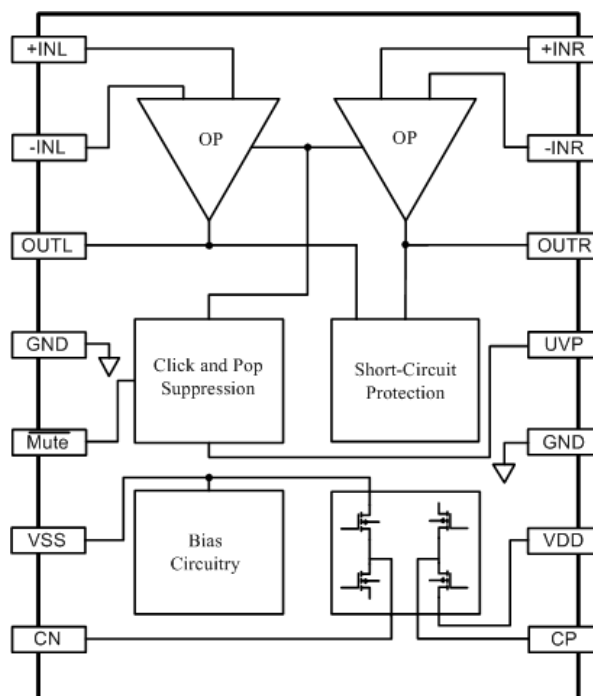 +INL
+INR
OP
OP
-INL
-INR
OUTL
OUTR
GND
Click and Pop
Suppression
Short-Circuit
Protection
UVP
Mute
GND
VSS
Bias
Circuitry
VDD
CN
CP